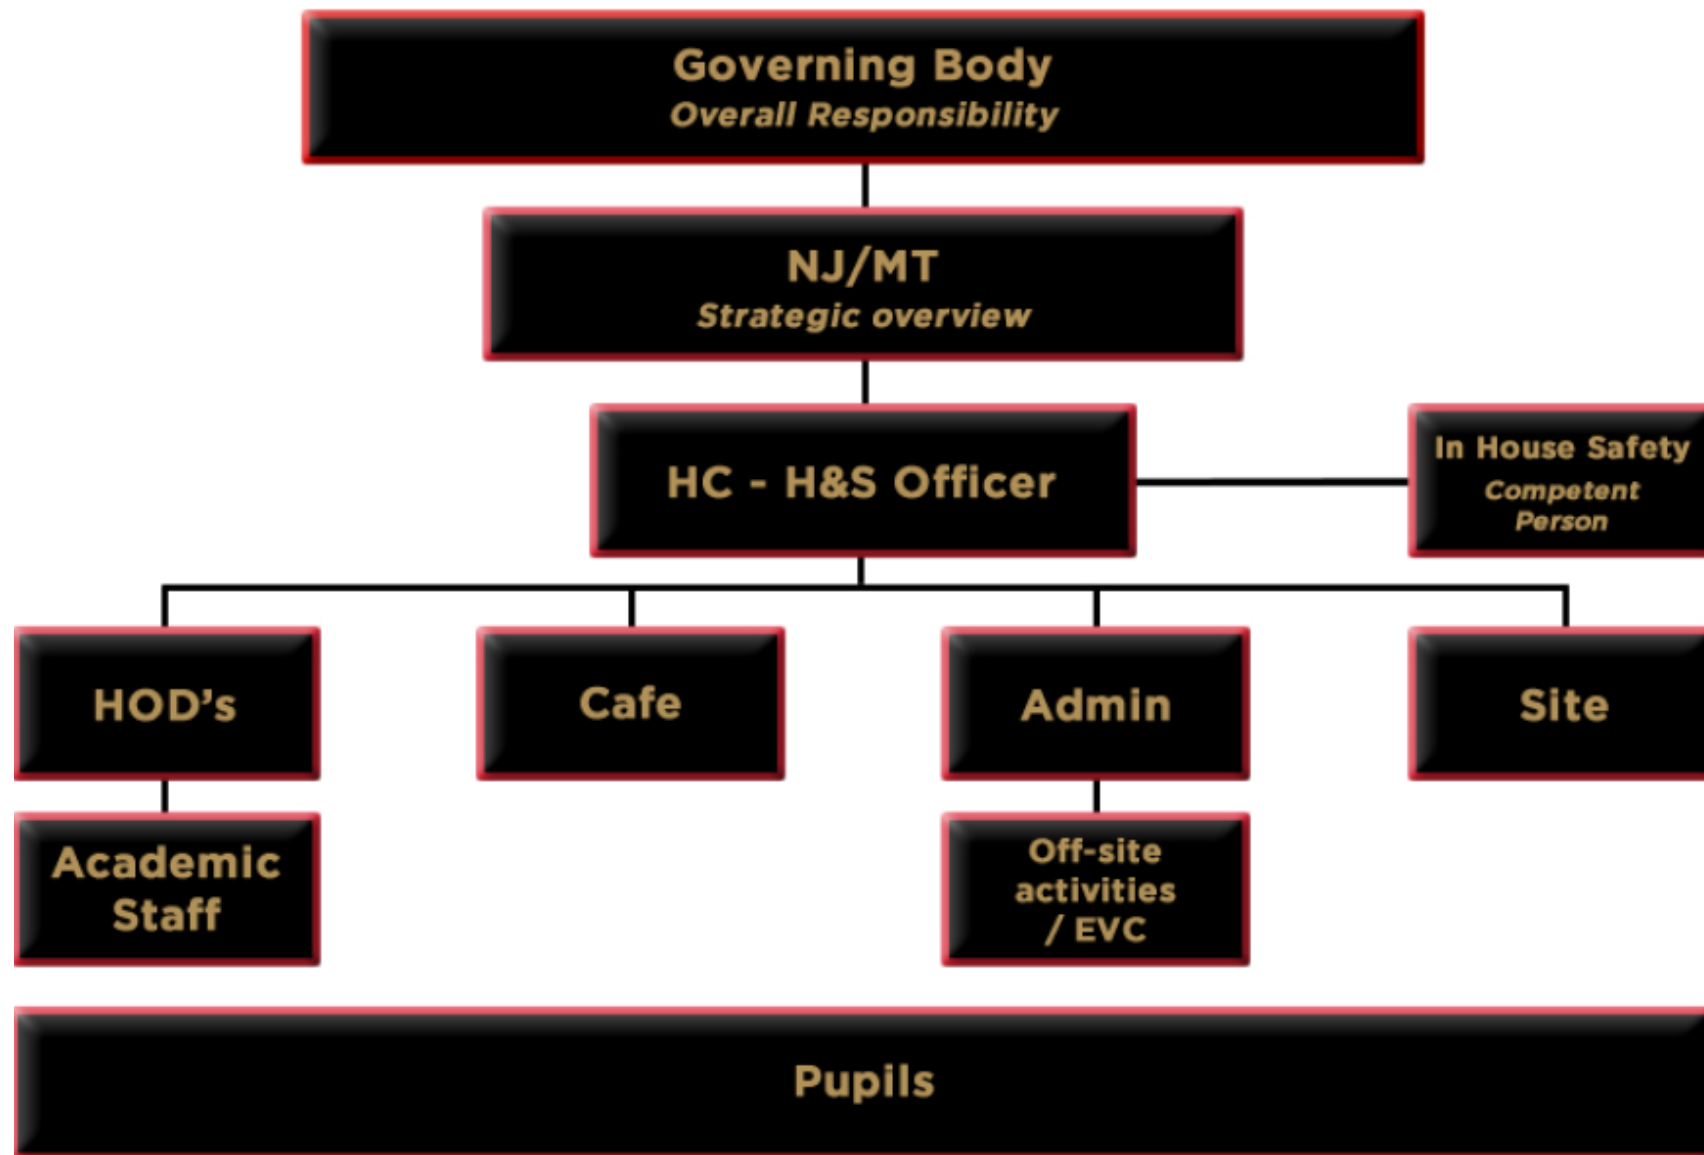 Governing Body
Overall Responsibility
NJ/MT
Strategic overview
HC - H&S Officer
In House Safety
Competent
Person
HOD’s
Cafe
Admin
Site
Academic
Staff
Off-site
activities
/ EVC
Pupils